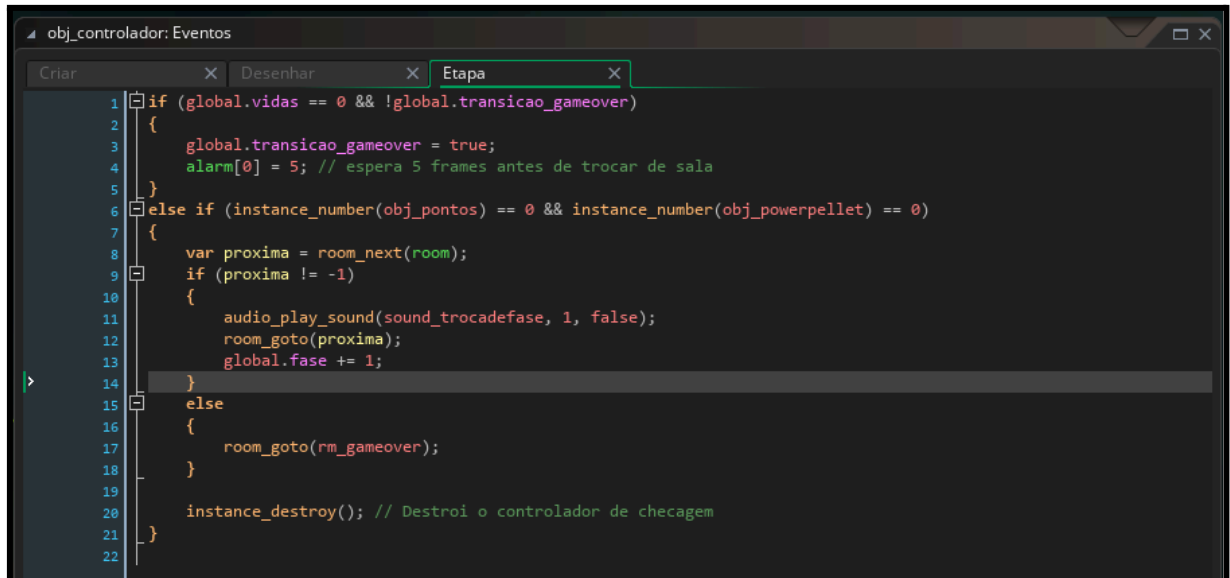 obj_controlador: Eventos
Criar
Desenhar
Etapa
1 if (global.vidas == 0 && !global.transicao_gameover)
2 {
3 global.transicao_gameover = true;
4 alarm[0] = 5; // espera 5 frames antes de trocar de sala
5 }
6 else if (instance_number(obj_pontos) == 0 && instance_number(obj_powerpellet) == 0)
7 {
8 var proxima = room_next(room);
9 if (proxima != -1)
10 {
11 audio_play_sound(sound_trocadefase, 1, false);
12 room_goto(proxima);
13 global.fase += 1;
14 }
15 else
16 {
17 room_goto(rm_gameover);
18 }
19
20 instance_destroy(); // Destroi o controlador de checagem
21 }
22